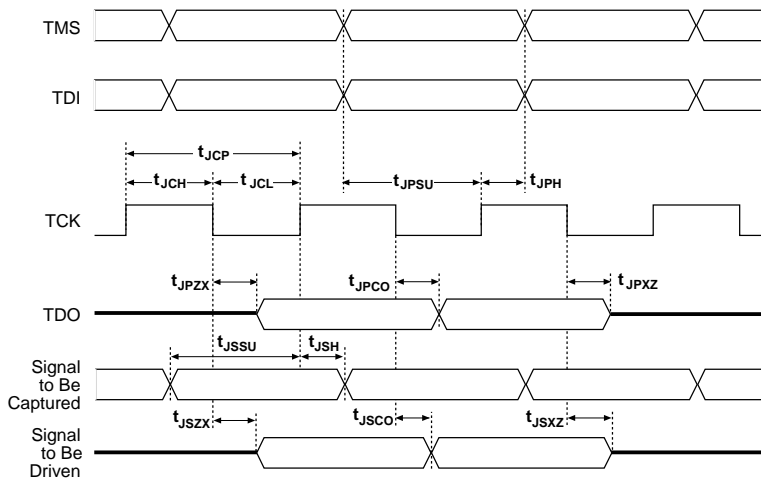 TMS
TDI
tJCP
tJCH tJCL tJPSU tJPH
TCK
tJPZX tJPCO tJPXZ
TDO
tJSSU tJSH
Signal
to Be
Captured
tJSZX tJSCO tJSXZ
Signal
to Be
Driven